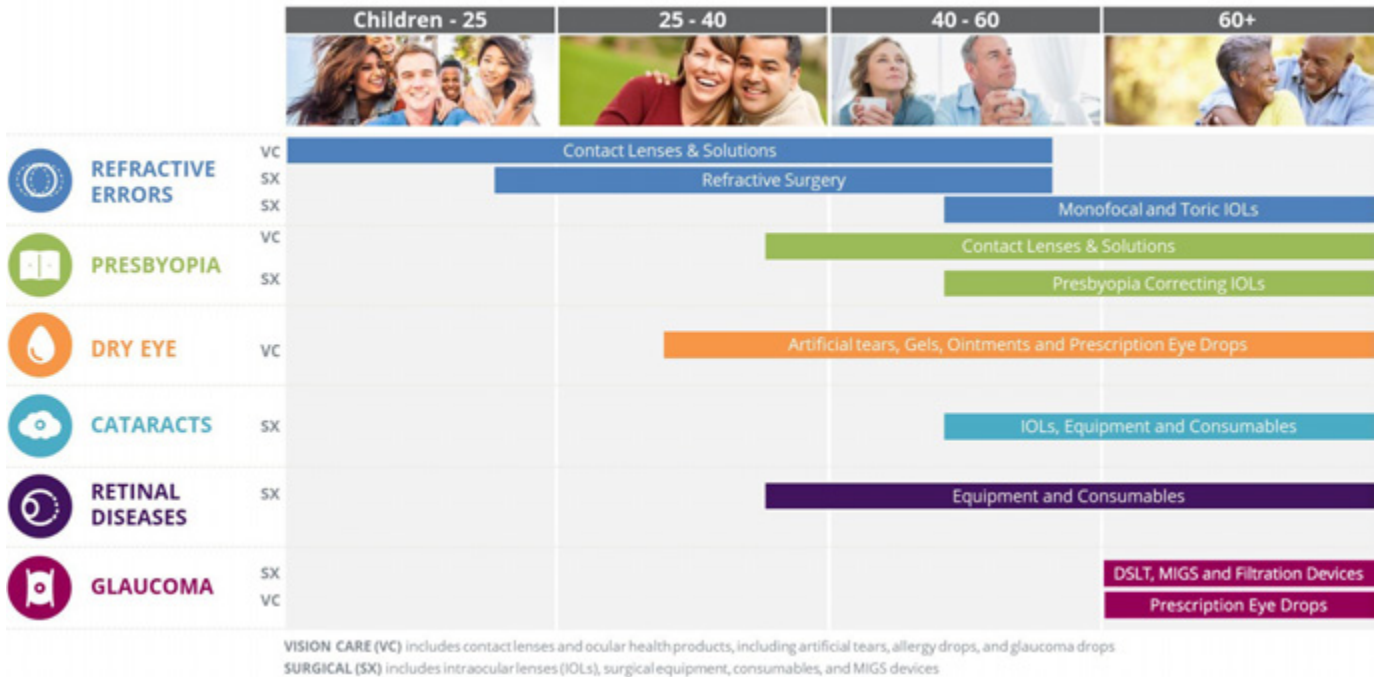 Children - 25
25 - 40
40 - 60
60+
REFRACTIVE
ERRORS
VC
Contact Lenses & Solutions
SX
Refractive Surgery
SX
Monofocal and Toric IOLs
PRESBYOPIA
VC
Contact Lenses & Solutions
SX
Presbyopia Correcting IOLs
DRY EYE
VC
Artificial tears, Gels, Ointments and Prescription Eye Drops
CATARACTS
SX
IOLs, Equipment and Consumables
RETINAL
DISEASES
SX
Equipment and Consumables
GLAUCOMA
SX
DSLT, MIGS and Filtration Devices
VC
Prescription Eye Drops
VISION CARE (VC) includes contact lenses and ocular health products, including artificial tears, allergy drops, and glaucoma drops
SURGICAL (SX) includes intraocular lenses (IOLs), surgical equipment, consumables, and MIGS devices